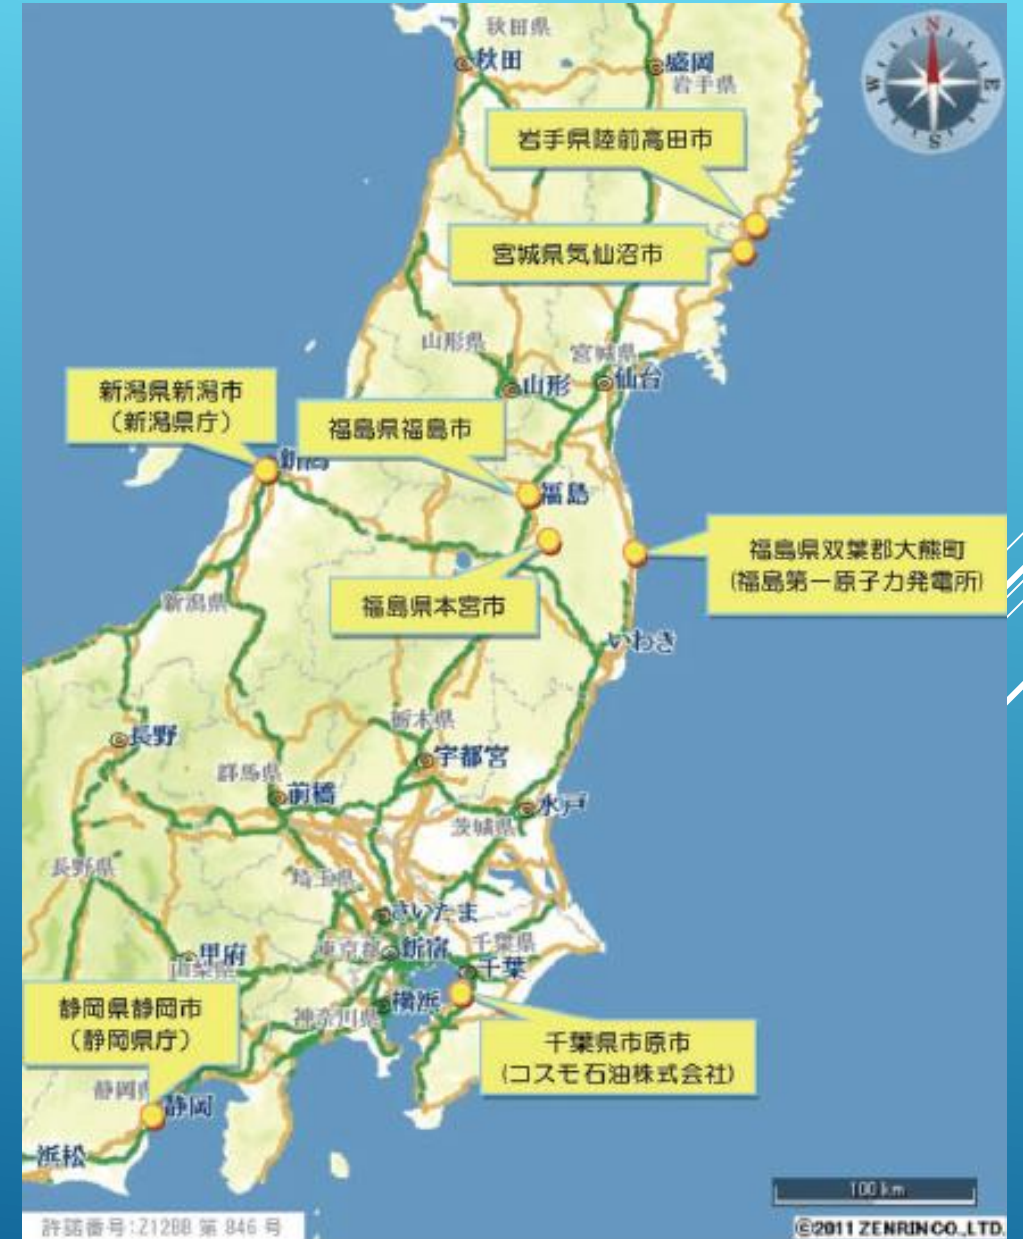 秋田県
秋田
盛岡
岩手県
N
E
S
W
岩手県陸前高田市
宮城県気仙沼市
山形県
宮城県
山形
仙台
新潟県新潟市
(新潟県庁)
福島県福島市
福島
福島県双葉郡大熊町
(福島第一原子力発電所)
福島県本宮市
新潟県
いわき
栃木県
長野
宇都宮
群馬県
前橋
水戸
茨城県
長野県
埼玉県
さいたま
東京都
新宿
千葉県
甲府
山梨県
千葉
横浜
神奈川県
静岡県静岡市
(静岡県庁)
千葉県市原市
(コスモ石油株式会社)
静岡
浜松
100 km
許諾番号:Z12BB 第 846 号
©2011 ZENRIN CO., LTD.